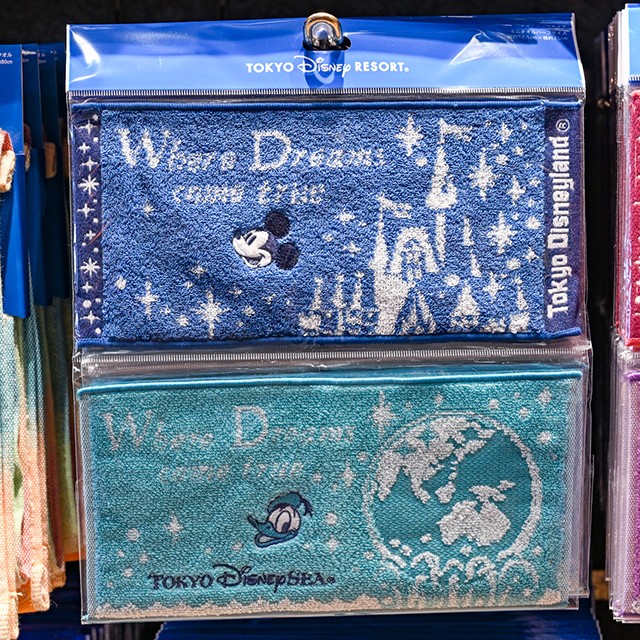 TOKYO Disney RESORT®
Where Dreams
come true
Tokyo Disneyland®
Where Dreams
come true
TOKYO DISNEYSEA®